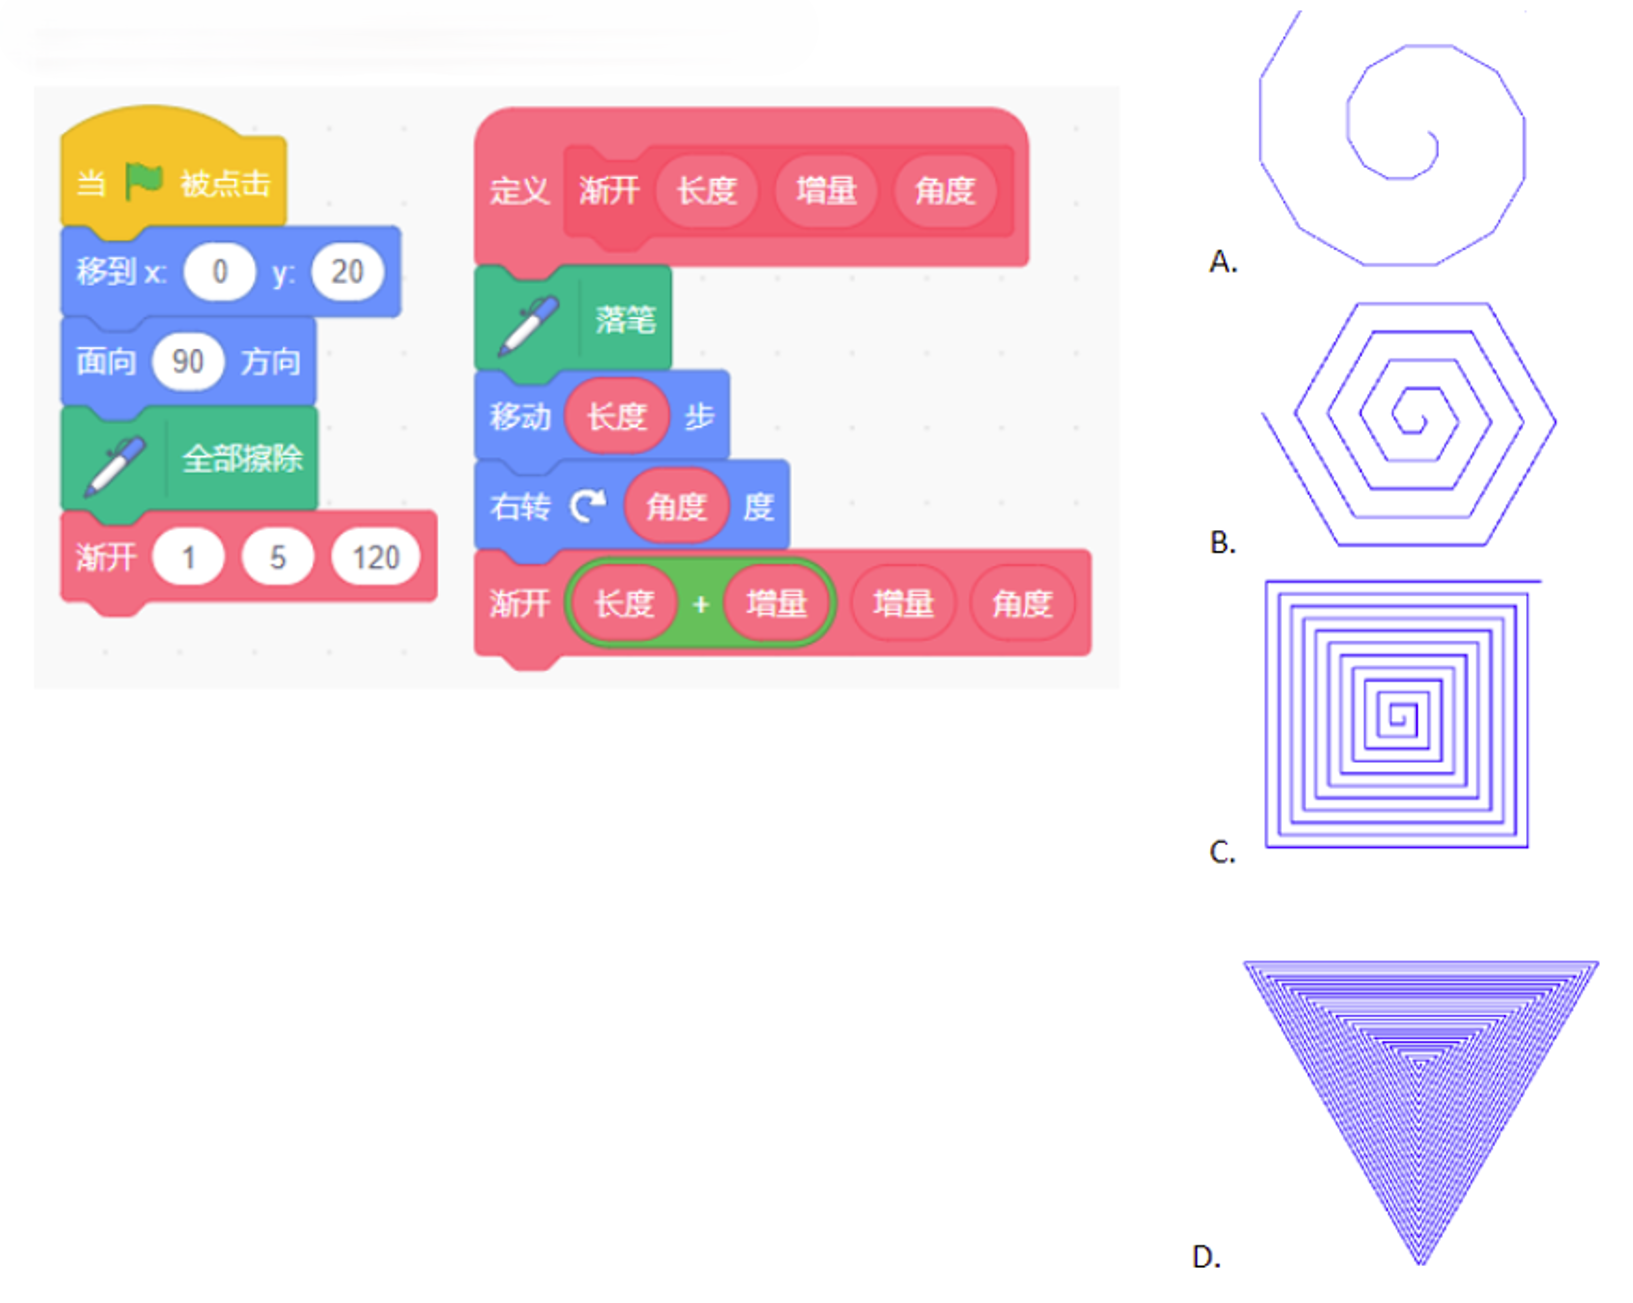 当 被点击
移到 x: 0 y: 20
面向 90 方向
全部擦除
渐开 1 5 120
定义 渐开 长度 增量 角度
落笔
移动 长度 步
右转 角度 度
渐开 长度 + 增量 增量 角度
A.
B.
C.
D.